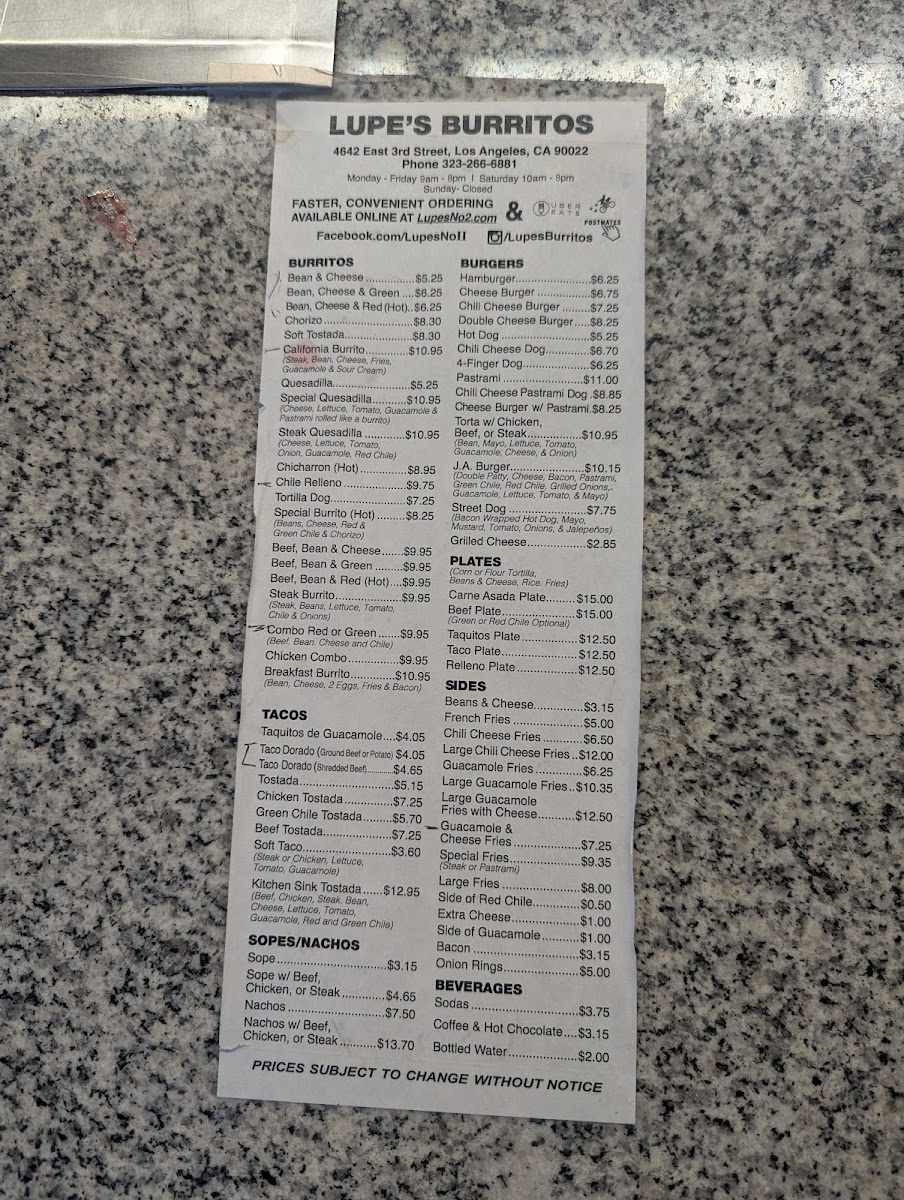 LUPE'S BURRITOS
4642 East 3rd Street, Los Angeles, CA 90022
Phone 323-266-6881
Monday - Friday 9am - 8pm | Saturday 10am - 8pm
Sunday- Closed
FASTER, CONVENIENT ORDERING
AVAILABLE ONLINE AT LupesNo2.com
&
UBER
EATS
POSTMATES
Facebook.com/LupesNoII
/LupesBurritos
BURRITOS
Bean & Cheese ............$5.25
Bean, Cheese & Green ....$6.25
Bean, Cheese & Red (Hot)..$6.25
Chorizo ........................$8.30
Soft Tostada...................$8.30
California Burrito...........$10.95
(Steak, Bean, Cheese, Fries,
Guacamole & Sour Cream)
Quesadilla....................$5.25
Special Quesadilla.........$10.95
(Cheese, Lettuce, Tomato, Guacamole &
Pastrami rolled like a burrito)
Steak Quesadilla ..........$10.95
(Cheese, Lettuce, Tomato,
Onion, Guacamole, Red Chile)
Chicharron (Hot) ............$8.95
Chile Relleno .................$9.75
Tortilla Dog....................$7.25
Special Burrito (Hot) .......$8.25
(Beans, Cheese, Red &
Green Chile & Chorizo)
Beef, Bean & Cheese......$9.95
Beef, Bean & Green .......$9.95
Beef, Bean & Red (Hot)....$9.95
Steak Burrito..................$9.95
(Steak, Beans, Lettuce, Tomato,
Chile & Onions)
Combo Red or Green ......$9.95
(Beef, Bean, Cheese and Chile)
Chicken Combo...............$9.95
Breakfast Burrito...........$10.95
(Bean, Cheese, 2 Eggs, Fries & Bacon)
TACOS
Taquitos de Guacamole....$4.05
Taco Dorado (Ground Beef or Potato) $4.05
Taco Dorado (Shredded Beef)...........$4.65
Tostada.........................$5.15
Chicken Tostada..............$7.25
Green Chile Tostada........$5.70
Beef Tostada..................$7.25
Soft Taco.......................$3.60
(Steak or Chicken, Lettuce,
Tomato, Guacamole)
Kitchen Sink Tostada .....$12.95
(Beef, Chicken, Steak, Bean,
Cheese, Lettuce, Tomato,
Guacamole, Red and Green Chile)
SOPES/NACHOS
Sope............................$3.15
Sope w/ Beef,
Chicken, or Steak ...........$4.65
Nachos .........................$7.50
Nachos w/ Beef,
Chicken, or Steak..........$13.70
BURGERS
Hamburger.....................$6.25
Cheese Burger ................$6.75
Chili Cheese Burger ........$7.25
Double Cheese Burger.....$8.25
Hot Dog .......................$5.25
Chili Cheese Dog.............$6.70
4-Finger Dog..................$6.25
Pastrami ......................$11.00
Chili Cheese Pastrami Dog .$8.85
Cheese Burger w/ Pastrami.$8.25
Torta w/ Chicken,
Beef, or Steak...............$10.95
(Bean, Mayo, Lettuce, Tomato,
Guacamole, Cheese, & Onion)
J.A. Burger...................$10.15
(Double Patty, Cheese, Bacon, Pastrami,
Green Chile, Red Chile, Grilled Onions,
Guacamole, Lettuce, Tomato, & Mayo)
Street Dog ....................$7.75
(Bacon Wrapped Hot Dog, Mayo,
Mustard, Tomato, Onions, & Jalepeños)
Grilled Cheese................$2.85
PLATES
(Corn or Flour Tortilla,
Beans & Cheese, Rice. Fries)
Carne Asada Plate........$15.00
Beef Plate....................$15.00
(Green or Red Chile Optional)
Taquitos Plate...............$12.50
Taco Plate....................$12.50
Relleno Plate................$12.50
SIDES
Beans & Cheese..............$3.15
French Fries ...................$5.00
Chili Cheese Fries ...........$6.50
Large Chili Cheese Fries ..$12.00
Guacamole Fries .............$6.25
Large Guacamole Fries..$10.35
Large Guacamole
Fries with Cheese..........$12.50
Guacamole &
Cheese Fries..................$7.25
Special Fries...................$9.35
(Steak or Pastrami)
Large Fries ....................$8.00
Side of Red Chile............$0.50
Extra Cheese..................$1.00
Side of Guacamole...........$1.00
Bacon ..........................$3.15
Onion Rings...................$5.00
BEVERAGES
Sodas ..........................$3.75
Coffee & Hot Chocolate....$3.15
Bottled Water.................$2.00
PRICES SUBJECT TO CHANGE WITHOUT NOTICE